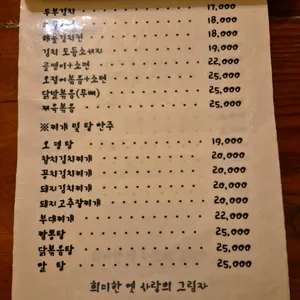 두부김치 · · · · · · · · · · 17,000
· · · · · · · · · · 18,000
해물김치전 · · · · · · · · · · 18,000
김치 모듬소세지 · · · · · · · 19,000
골뱅이+소면 · · · · · · · · · 22,000
오징어볶음+소면 · · · · · · · 25,000
닭발볶음(무뼈) · · · · · · · · 25,000
제육볶음 · · · · · · · · · · 25,000
※찌개 및 탕 안주
오 뎅 탕 · · · · · · · · · · 19,000
참치김치찌개 · · · · · · · · · 20,000
꽁치김치찌개 · · · · · · · · · 20,000
돼지김치찌개 · · · · · · · · · 20,000
돼지고추장찌개 · · · · · · · · 20,000
부대찌개 · · · · · · · · · · 22,000
짬뽕탕 · · · · · · · · · · · 25,000
닭볶음탕 · · · · · · · · · · 25,000
알 탕 · · · · · · · · · · · 25,000
희미한 옛 사랑의 그림자